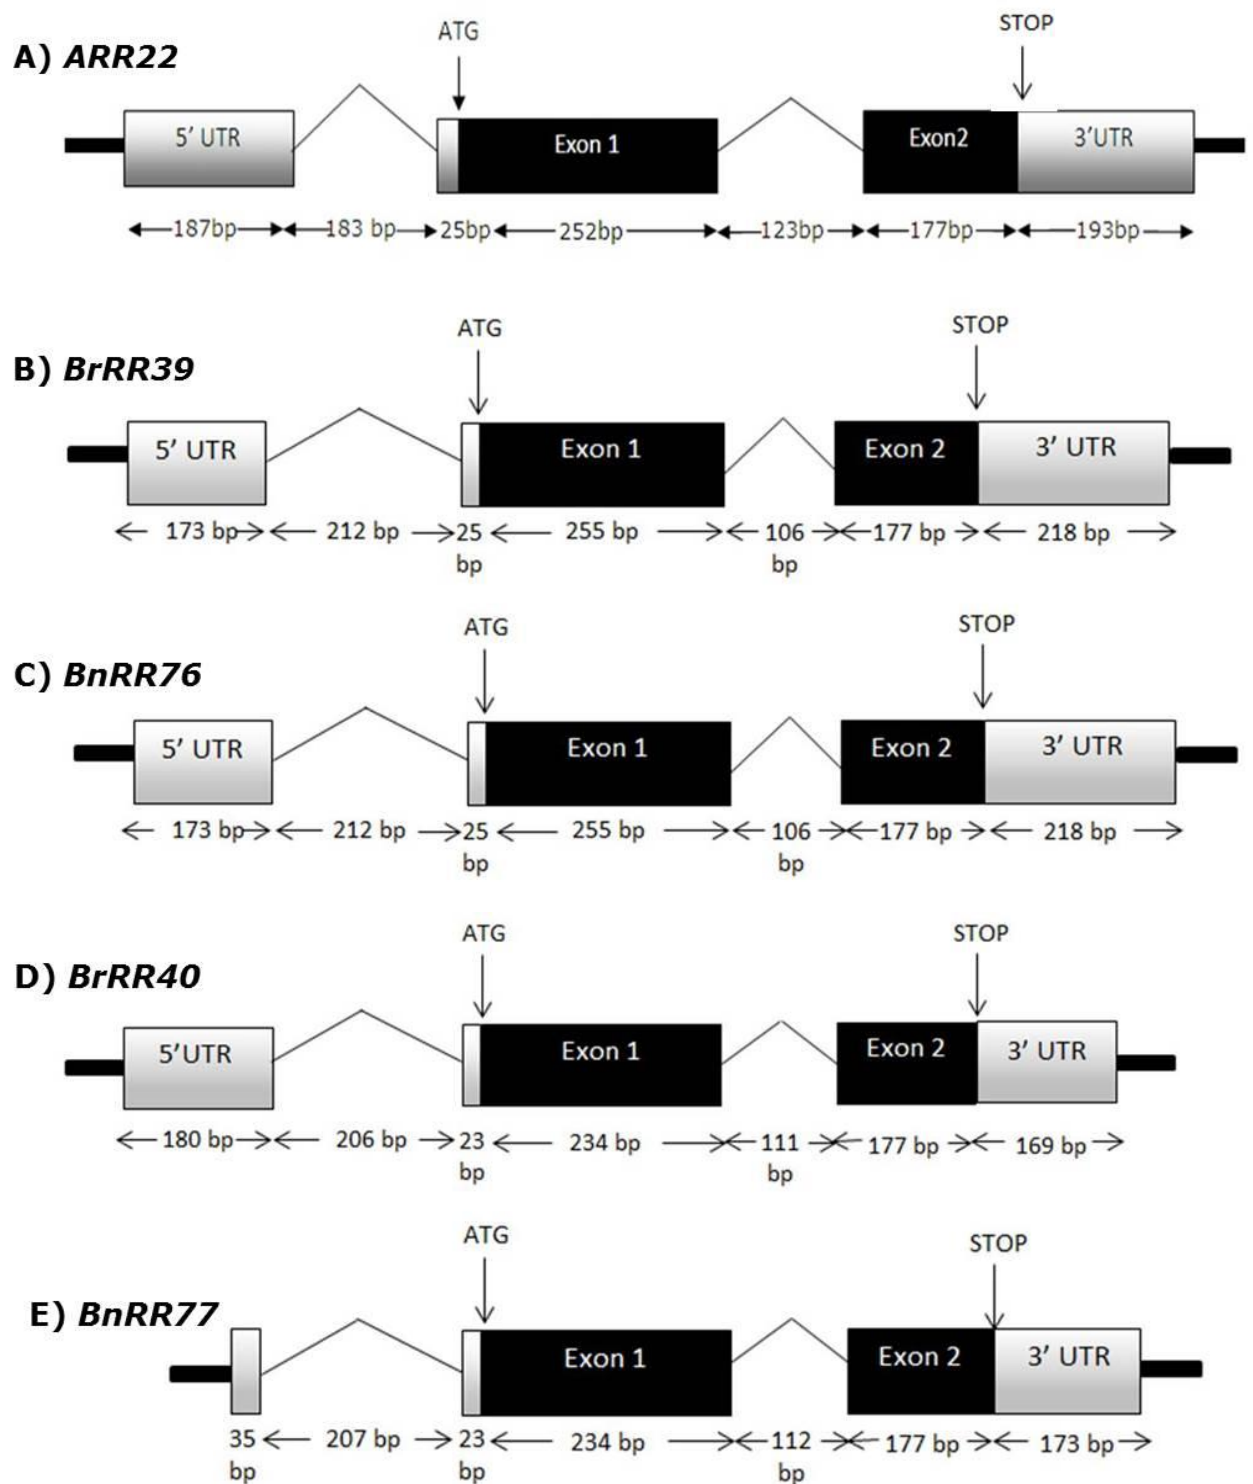 ATG
STOP
A) ARR22
5' UTR
Exon 1
Exon2
3'UTR
187bp 183 bp 25bp 252bp 123bp 177bp 193bp
ATG
STOP
B) BrRR39
5' UTR
Exon 1
Exon 2
3' UTR
173 bp 212 bp 25 255 bp 106 177 bp 218 bp
bp bp
ATG
STOP
C) BnRR76
5' UTR
Exon 1
Exon 2
3' UTR
173 bp 212 bp 25 255 bp 106 177 bp 218 bp
bp bp
ATG
STOP
D) BrRR40
5'UTR
Exon 1
Exon 2
3' UTR
180 bp 206 bp 23 234 bp 111 177 bp 169 bp
bp bp
ATG
STOP
E) BnRR77
Exon 1
Exon 2
3' UTR
35 207 bp 23 234 bp 112 177 bp 173 bp
bp bp bp